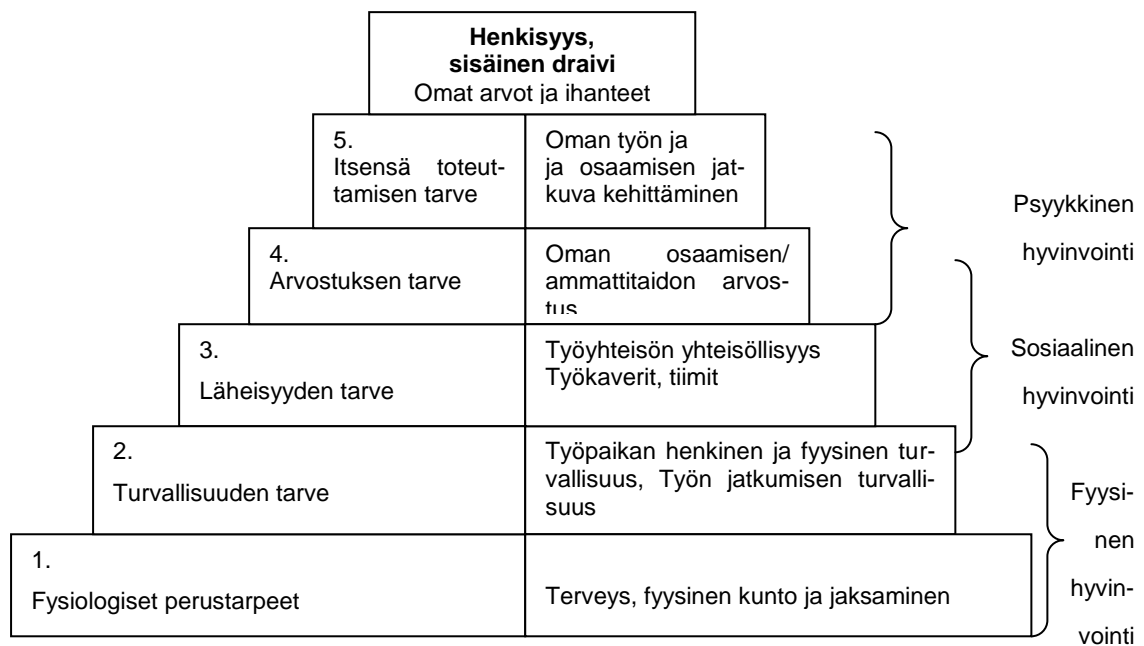 Henkisyys,
sisäinen draivi
Omat arvot ja ihanteet
5.
Itsensä toteut-
tamisen tarve
Oman työn ja
ja osaamisen jat-
kuva kehittäminen
4.
Arvostuksen tarve
Oman osaamisen/
ammattitaidon arvos-
tus
3.
Läheisyyden tarve
Työyhteisön yhteisöllisyys
Työkaverit, tiimit
2.
Turvallisuuden tarve
Työpaikan henkinen ja fyysinen tur-
vallisuus, Työn jatkumisen turvalli-
suus
1.
Fysiologiset perustarpeet
Terveys, fyysinen kunto ja jaksaminen
Psyykkinen
hyvinvointi
Sosiaalinen
hyvinvointi
Fyysi-
nen
hyvin-
vointi